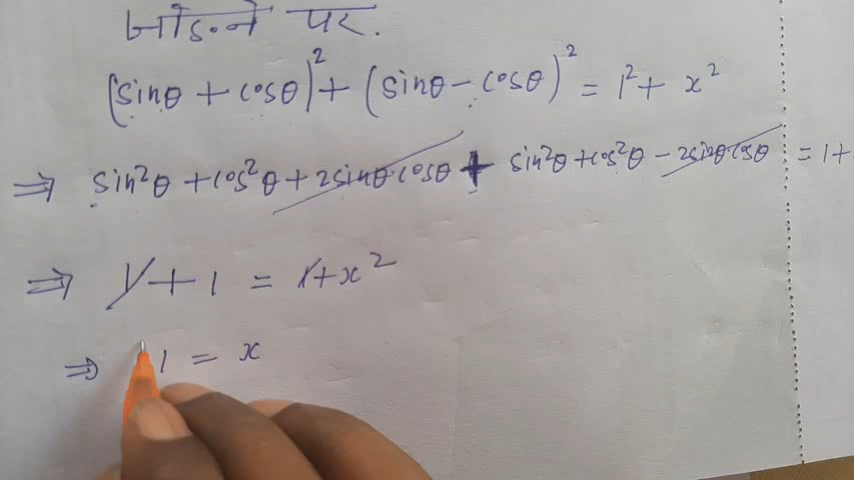 जोड़ने पर.
(sinθ + cosθ)² + (sinθ - cosθ)² = 1² + x²
⇒ sin²θ + cos²θ + 2sinθ·cosθ + sin²θ + cos²θ - 2sinθ·cosθ = 1+
⇒ 1 + 1 = 1 + x²
⇒ 1 = x